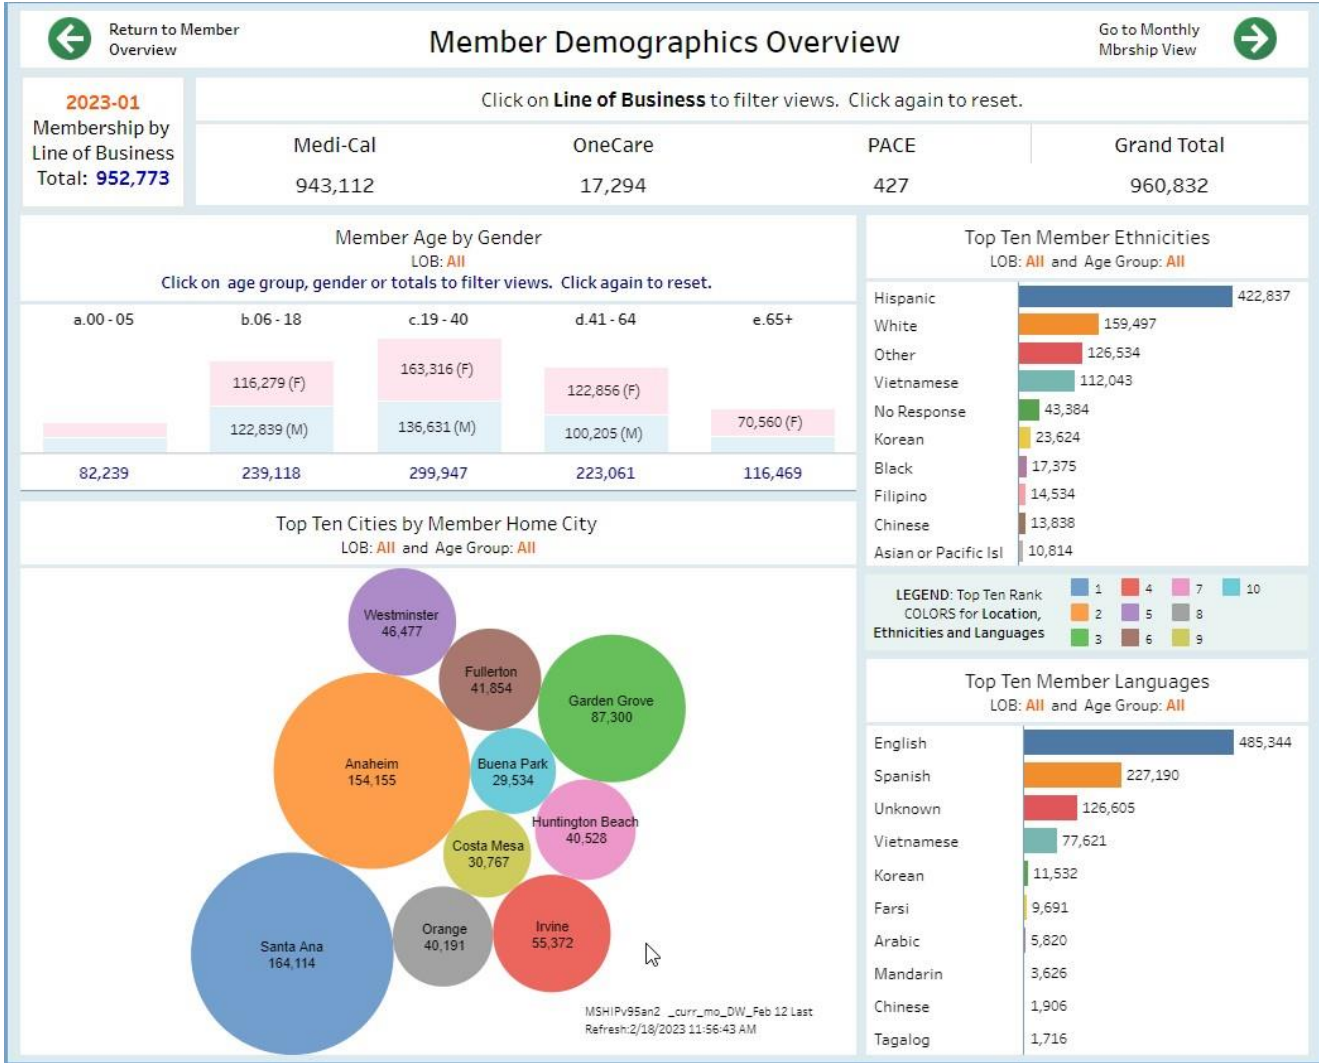 Return to Member
Overview
Member Demographics Overview
Go to Monthly
Mbrship View
2023-01
Membership by
Line of Business
Total: 952,773
Click on Line of Business to filter views. Click again to reset.
Medi-Cal OneCare PACE Grand Total
943,112 17,294 427 960,832
Member Age by Gender
LOB: All
Click on age group, gender or totals to filter views. Click again to reset.
a.00 - 05 b.06 - 18 c.19 - 40 d.41 - 64 e.65+
116,279 (F) 163,316 (F) 122,856 (F) 70,560 (F)
122,839 (M) 136,631 (M) 100,205 (M)
82,239 239,118 299,947 223,061 116,469
Top Ten Member Ethnicities
LOB: All and Age Group: All
Hispanic 422,837
White 159,497
Other 126,534
Vietnamese 112,043
No Response 43,384
Korean 23,624
Black 17,375
Filipino 14,534
Chinese 13,838
Asian or Pacific Isl 10,814
Top Ten Cities by Member Home City
LOB: All and Age Group: All
Westminster
46,477
Fullerton
41,854
Garden Grove
87,300
Anaheim
154,155
Buena Park
29,534
Huntington Beach
40,528
Costa Mesa
30,767
Orange
40,191
Irvine
55,372
Santa Ana
164,114
MSHIPv95an2 _curr_mo_DW_Feb 12 Last
Refresh:2/18/2023 11:56:43 AM
LEGEND: Top Ten Rank
COLORS for Location,
Ethnicities and Languages
1 4 7 10
2 5 8
3 6 9
Top Ten Member Languages
LOB: All and Age Group: All
English 485,344
Spanish 227,190
Unknown 126,605
Vietnamese 77,621
Korean 11,532
Farsi 9,691
Arabic 5,820
Mandarin 3,626
Chinese 1,906
Tagalog 1,716